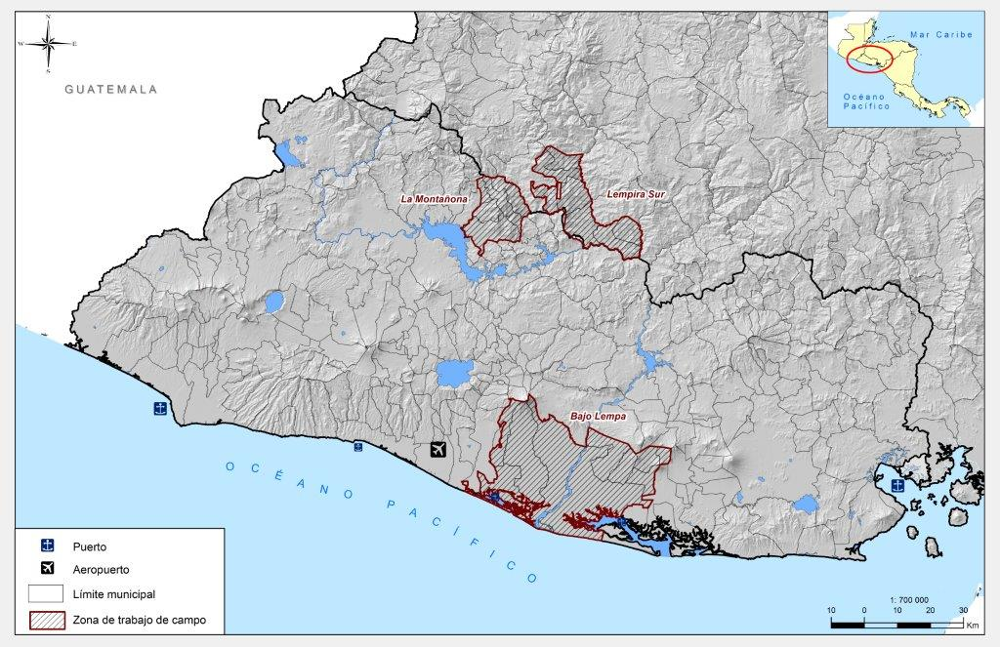 N
W E
S
GUATEMALA
Mar Caribe
Océano
Pacífico
La Montañona
Lempira Sur
Bajo Lempa
OCÉANO PACÍFICO
Puerto
Aeropuerto
Límite municipal
Zona de trabajo de campo
1: 700 000
10 0 10 20 30
Km